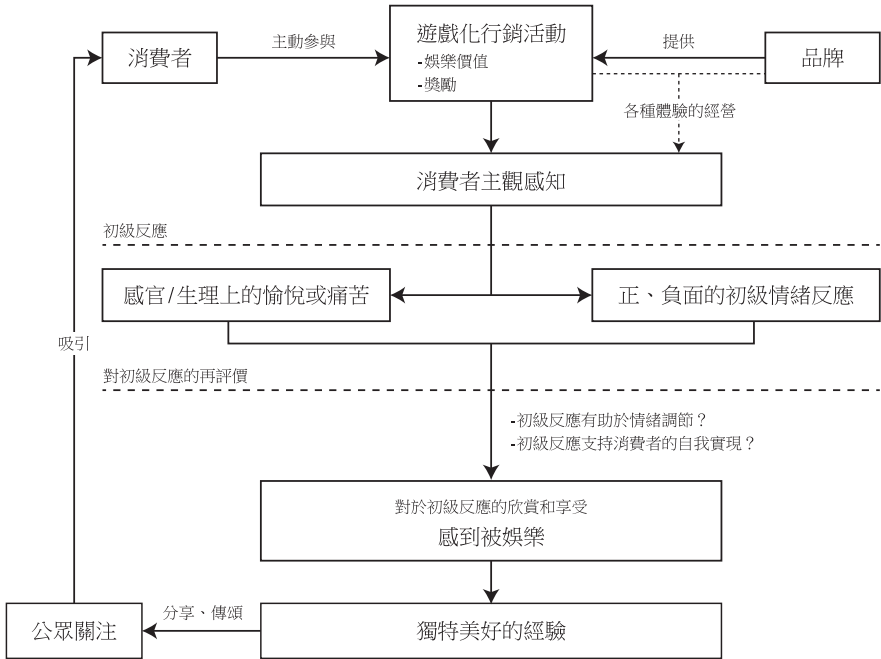 消費者
主動參與
遊戲化行銷活動
-娛樂價值
-獎勵
提供
品牌
各種體驗的經營
消費者主觀感知
初級反應
感官/生理上的愉悅或痛苦
正、負面的初級情緒反應
吸引
對初級反應的再評價
-初級反應有助於情緒調節？
-初級反應支持消費者的自我實現？
對於初級反應的欣賞和享受
感到被娛樂
公眾關注
分享、傳頌
獨特美好的經驗